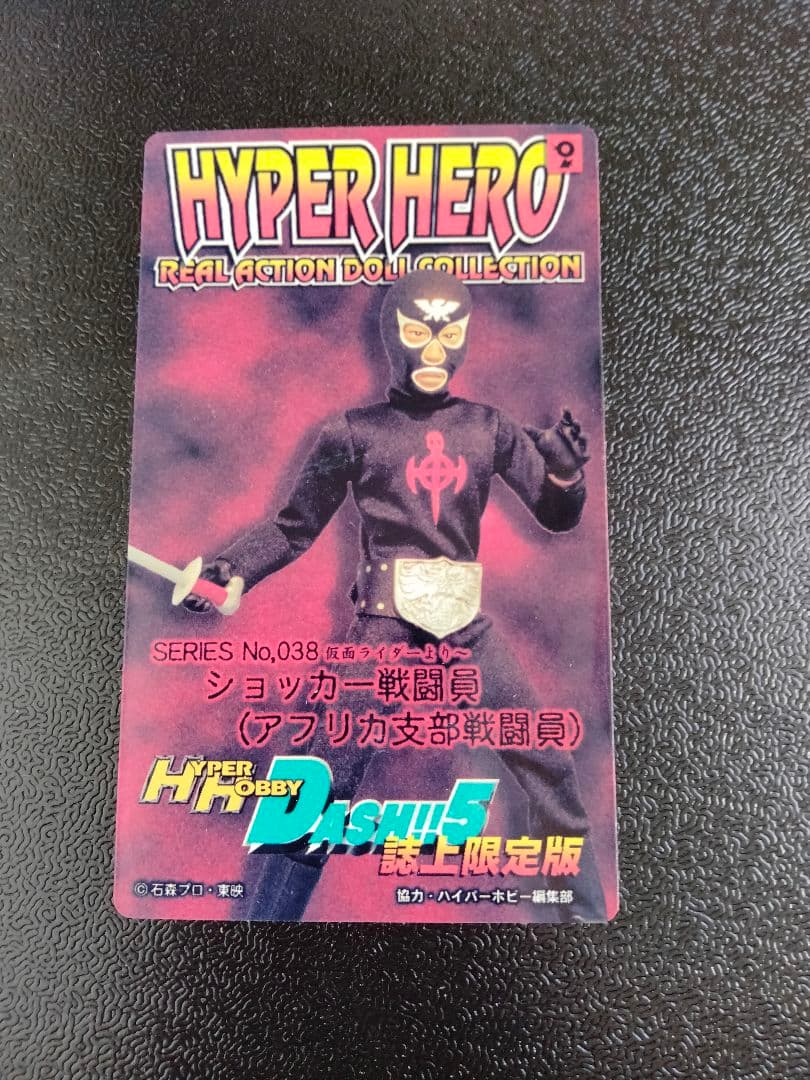 HYPER HERO
REAL ACTION DOLL COLLECTION
SERIES No,038 仮面ライダーより～
ショッカー戦闘員
(アフリカ支部戦闘員)
HYPER HOBBY
DASH!!5
誌上限定版
©石森プロ・東映
協力・ハイパーホビー編集部